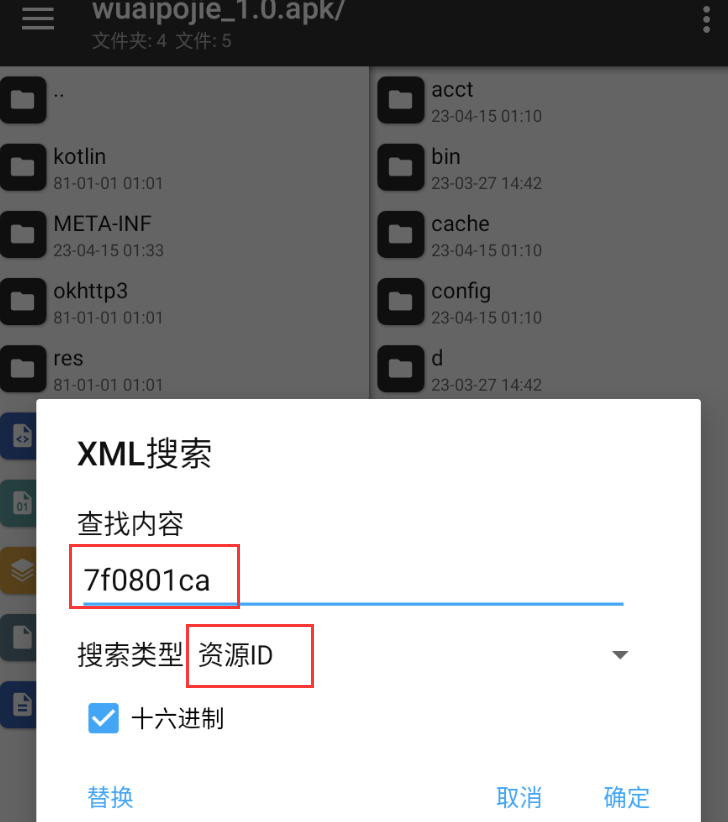 wuaipojie_1.0.apk/
文件夹: 4 文件: 5
..
kotlin
81-01-01 01:01
META-INF
23-04-15 01:33
okhttp3
81-01-01 01:01
res
81-01-01 01:01
01
acct
23-04-15 01:10
bin
23-03-27 14:42
cache
23-04-15 01:10
config
23-04-15 01:10
d
23-03-27 14:42
XML搜索
查找内容
7f0801ca
搜索类型 资源ID
十六进制
替换 取消 确定